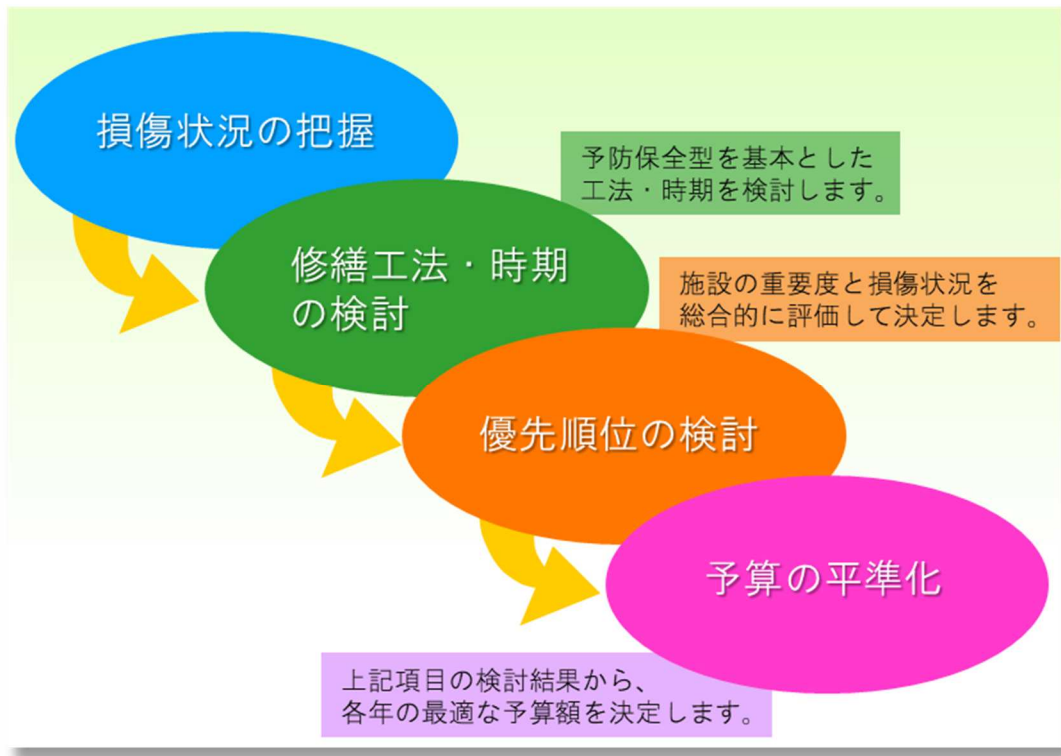 損傷状況の把握
予防保全型を基本とした
工法・時期を検討します。
修繕工法・時期
の検討
施設の重要度と損傷状況を
総合的に評価して決定します。
優先順位の検討
予算の平準化
上記項目の検討結果から、
各年の最適な予算額を決定します。